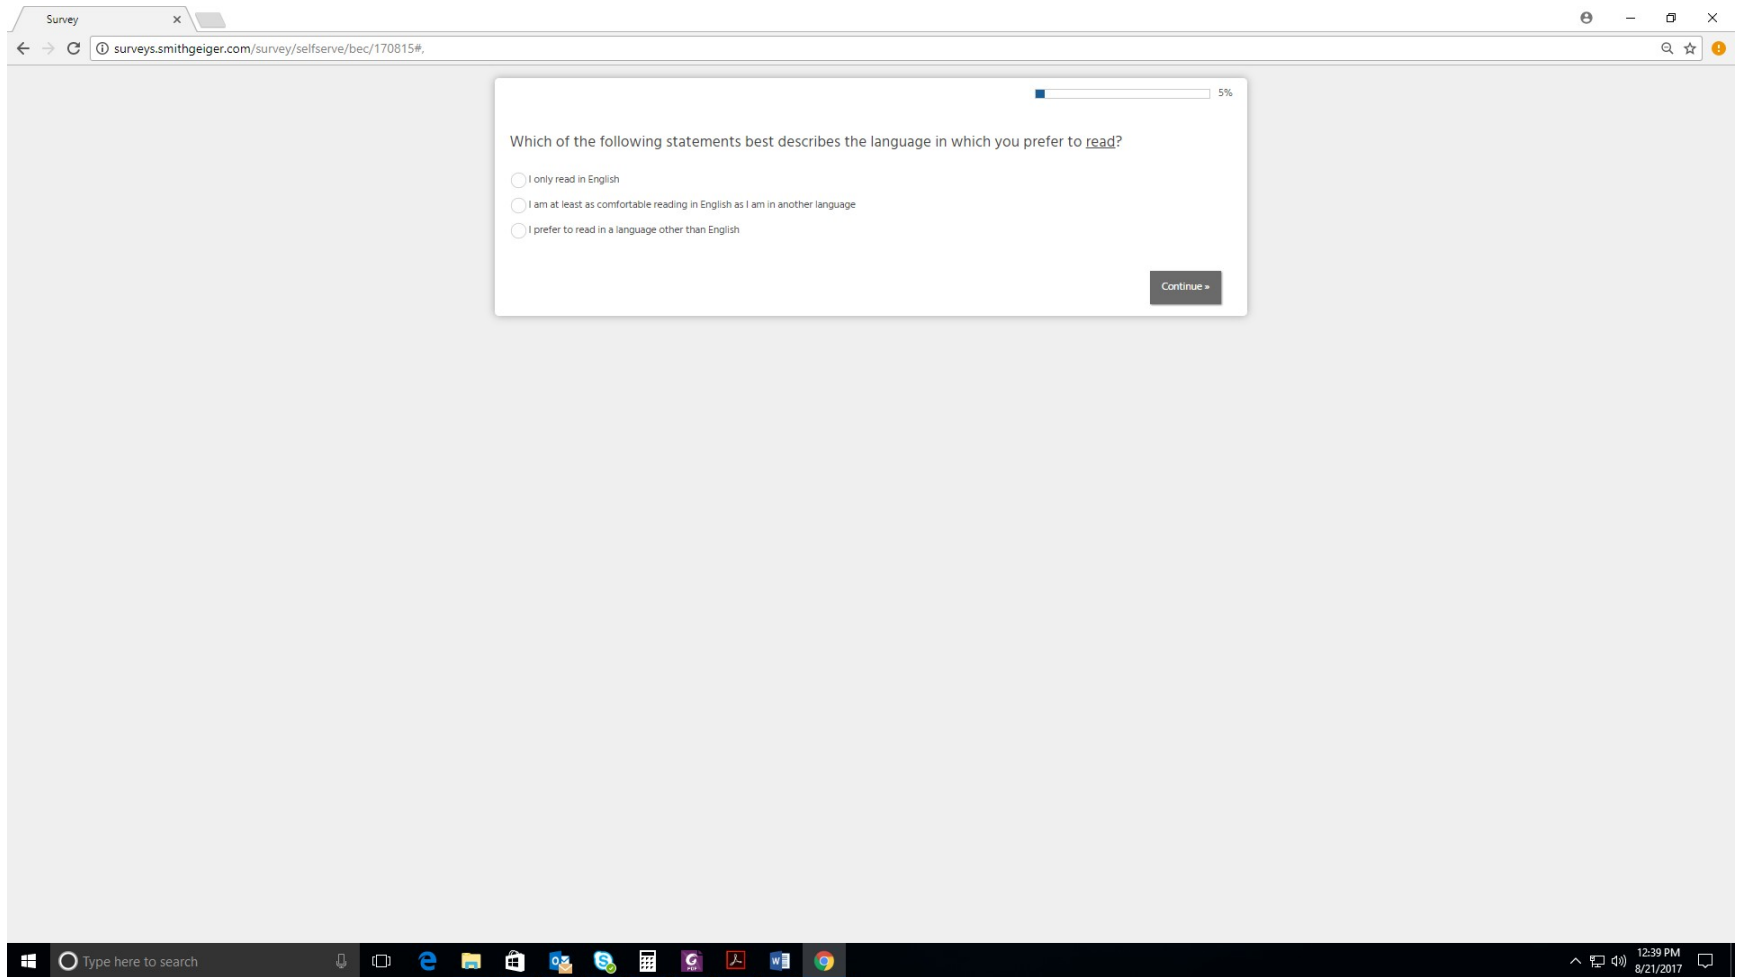 Survey
surveys.smithgeiger.com/survey/selfserve/bec/170815#,
5%
Which of the following statements best describes the language in which you prefer to read?
I only read in English
I am at least as comfortable reading in English as I am in another language
I prefer to read in a language other than English
Continue »
Type here to search
12:39 PM
8/21/2017